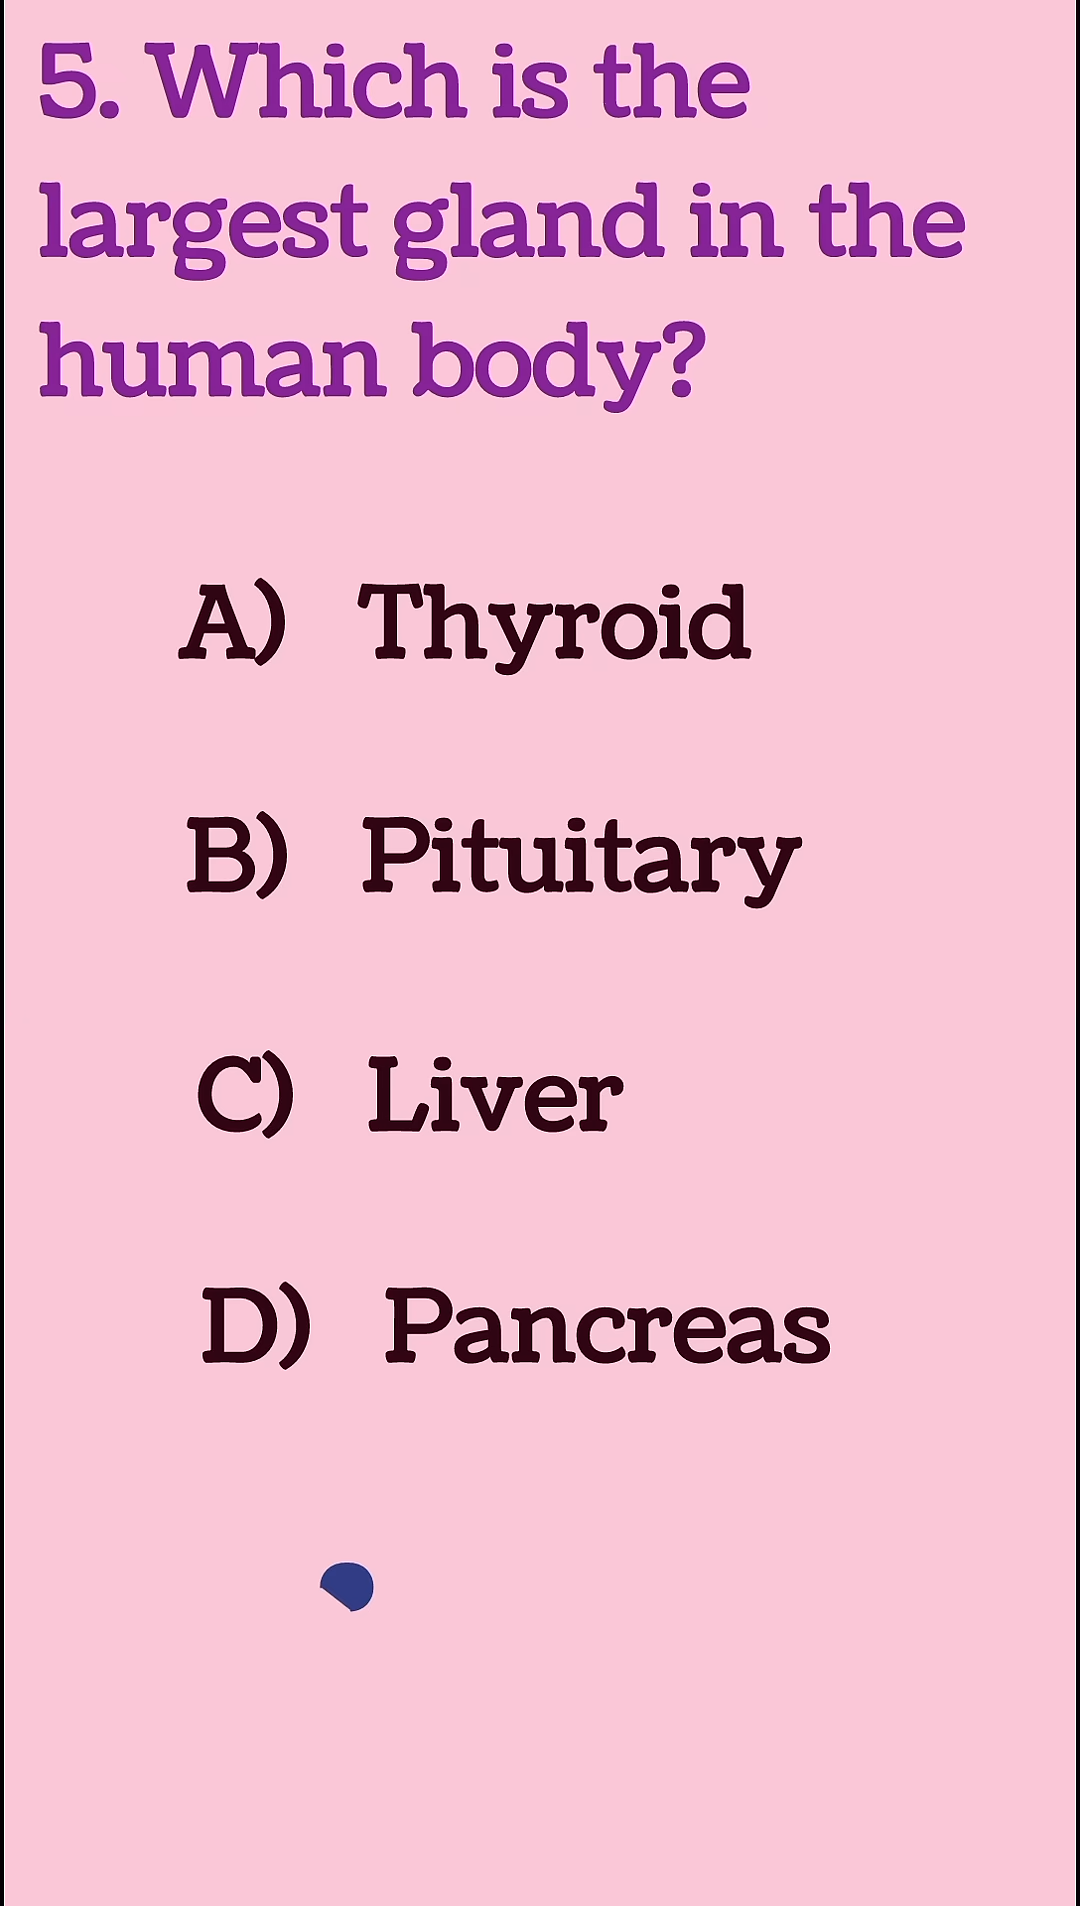 5. Which is the
largest gland in the
human body?
A) Thyroid
B) Pituitary
C) Liver
D) Pancreas